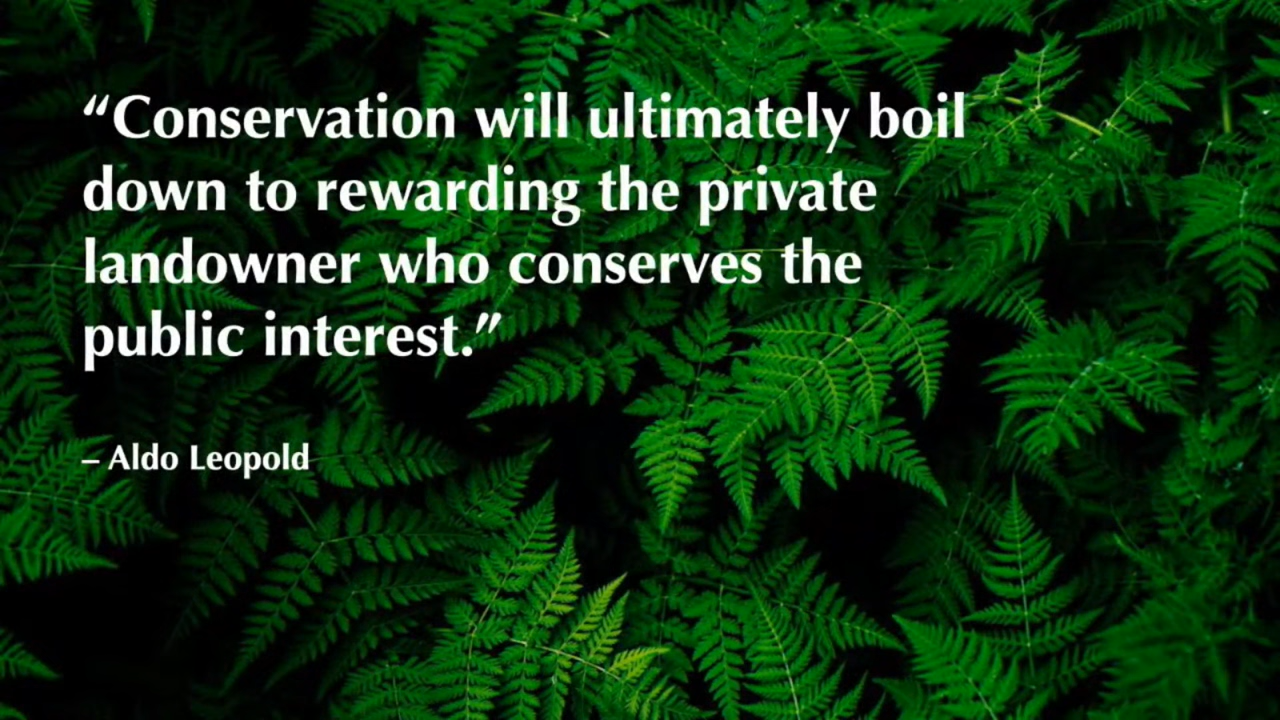 “Conservation will ultimately boil
down to rewarding the private
landowner who conserves the
public interest.”
– Aldo Leopold